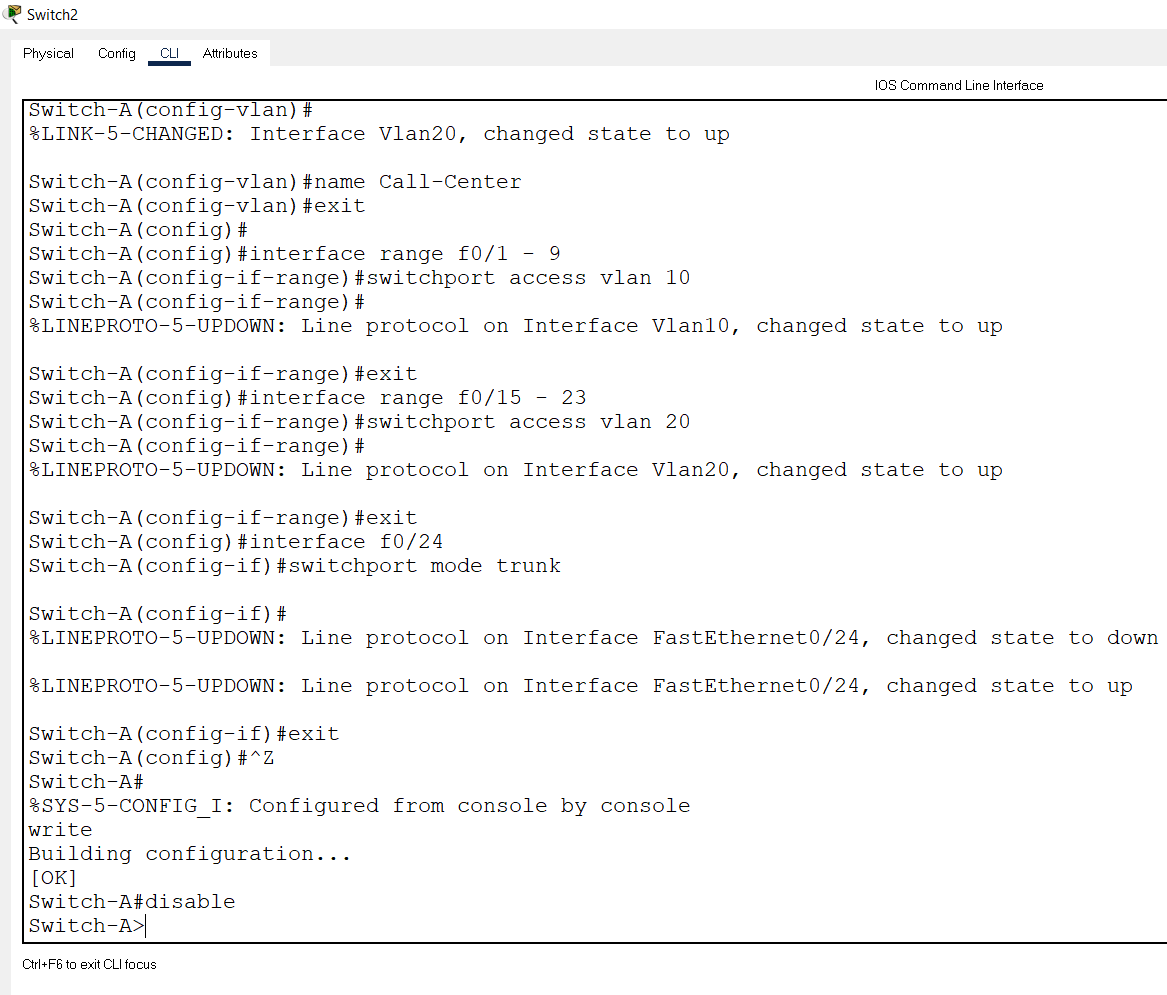 Switch2
Physical Config CLI Attributes
IOS Command Line Interface
Switch-A(config-vlan)#
%LINK-5-CHANGED: Interface Vlan20, changed state to up
Switch-A(config-vlan)#name Call-Center
Switch-A(config-vlan)#exit
Switch-A(config)#
Switch-A(config)#interface range f0/1 - 9
Switch-A(config-if-range)#switchport access vlan 10
Switch-A(config-if-range)#
%LINEPROTO-5-UPDOWN: Line protocol on Interface Vlan10, changed state to up
Switch-A(config-if-range)#exit
Switch-A(config)#interface range f0/15 - 23
Switch-A(config-if-range)#switchport access vlan 20
Switch-A(config-if-range)#
%LINEPROTO-5-UPDOWN: Line protocol on Interface Vlan20, changed state to up
Switch-A(config-if-range)#exit
Switch-A(config)#interface f0/24
Switch-A(config-if)#switchport mode trunk
Switch-A(config-if)#
%LINEPROTO-5-UPDOWN: Line protocol on Interface FastEthernet0/24, changed state to down
%LINEPROTO-5-UPDOWN: Line protocol on Interface FastEthernet0/24, changed state to up
Switch-A(config-if)#exit
Switch-A(config)#^Z
Switch-A#
%SYS-5-CONFIG_I: Configured from console by console
write
Building configuration...
[OK]
Switch-A#disable
Switch-A>
Ctrl+F6 to exit CLI focus